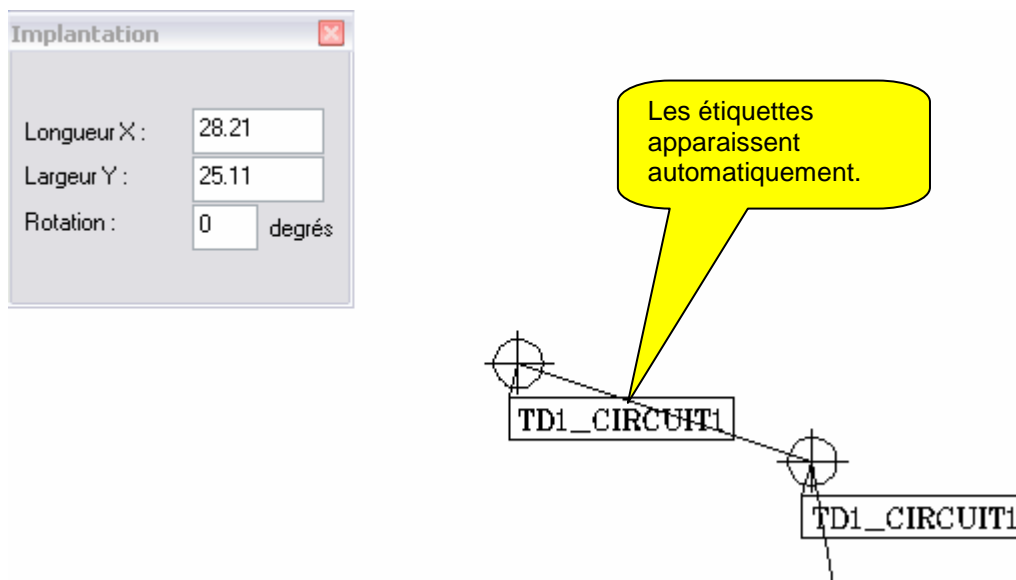 Implantation
Longueur X : 28.21
Largeur Y : 25.11
Rotation : 0 degrés
Les étiquettes
apparaissent
automatiquement.
TD1_CIRCUIT1
TD1_CIRCUIT1